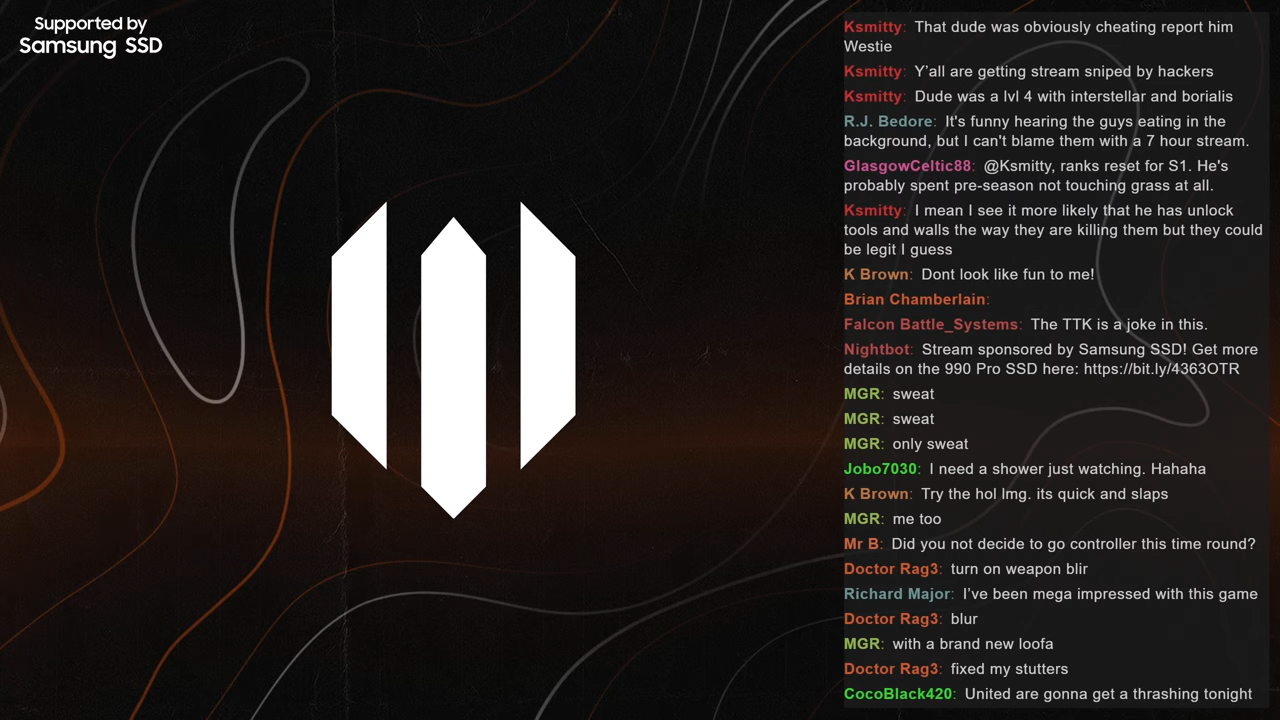 Supported by
Samsung SSD
Ksmitty: That dude was obviously cheating report him
Westie
Ksmitty: Y'all are getting stream sniped by hackers
Ksmitty: Dude was a lvl 4 with interstellar and borialis
R.J. Bedore: It's funny hearing the guys eating in the
background, but I can't blame them with a 7 hour stream.
GlasgowCeltic88: @Ksmitty, ranks reset for S1. He's
probably spent pre-season not touching grass at all.
Ksmitty: I mean I see it more likely that he has unlock
tools and walls the way they are killing them but they could
be legit I guess
K Brown: Dont look like fun to me!
Brian Chamberlain:
Falcon Battle_Systems: The TTK is a joke in this.
Nightbot: Stream sponsored by Samsung SSD! Get more
details on the 990 Pro SSD here: https://bit.ly/4363OTR
MGR: sweat
MGR: sweat
MGR: only sweat
Jobo7030: I need a shower just watching. Hahaha
K Brown: Try the hol lmg. its quick and slaps
MGR: me too
Mr B: Did you not decide to go controller this time round?
Doctor Rag3: turn on weapon blir
Richard Major: I've been mega impressed with this game
Doctor Rag3: blur
MGR: with a brand new loofa
Doctor Rag3: fixed my stutters
CocoBlack420: United are gonna get a thrashing tonight